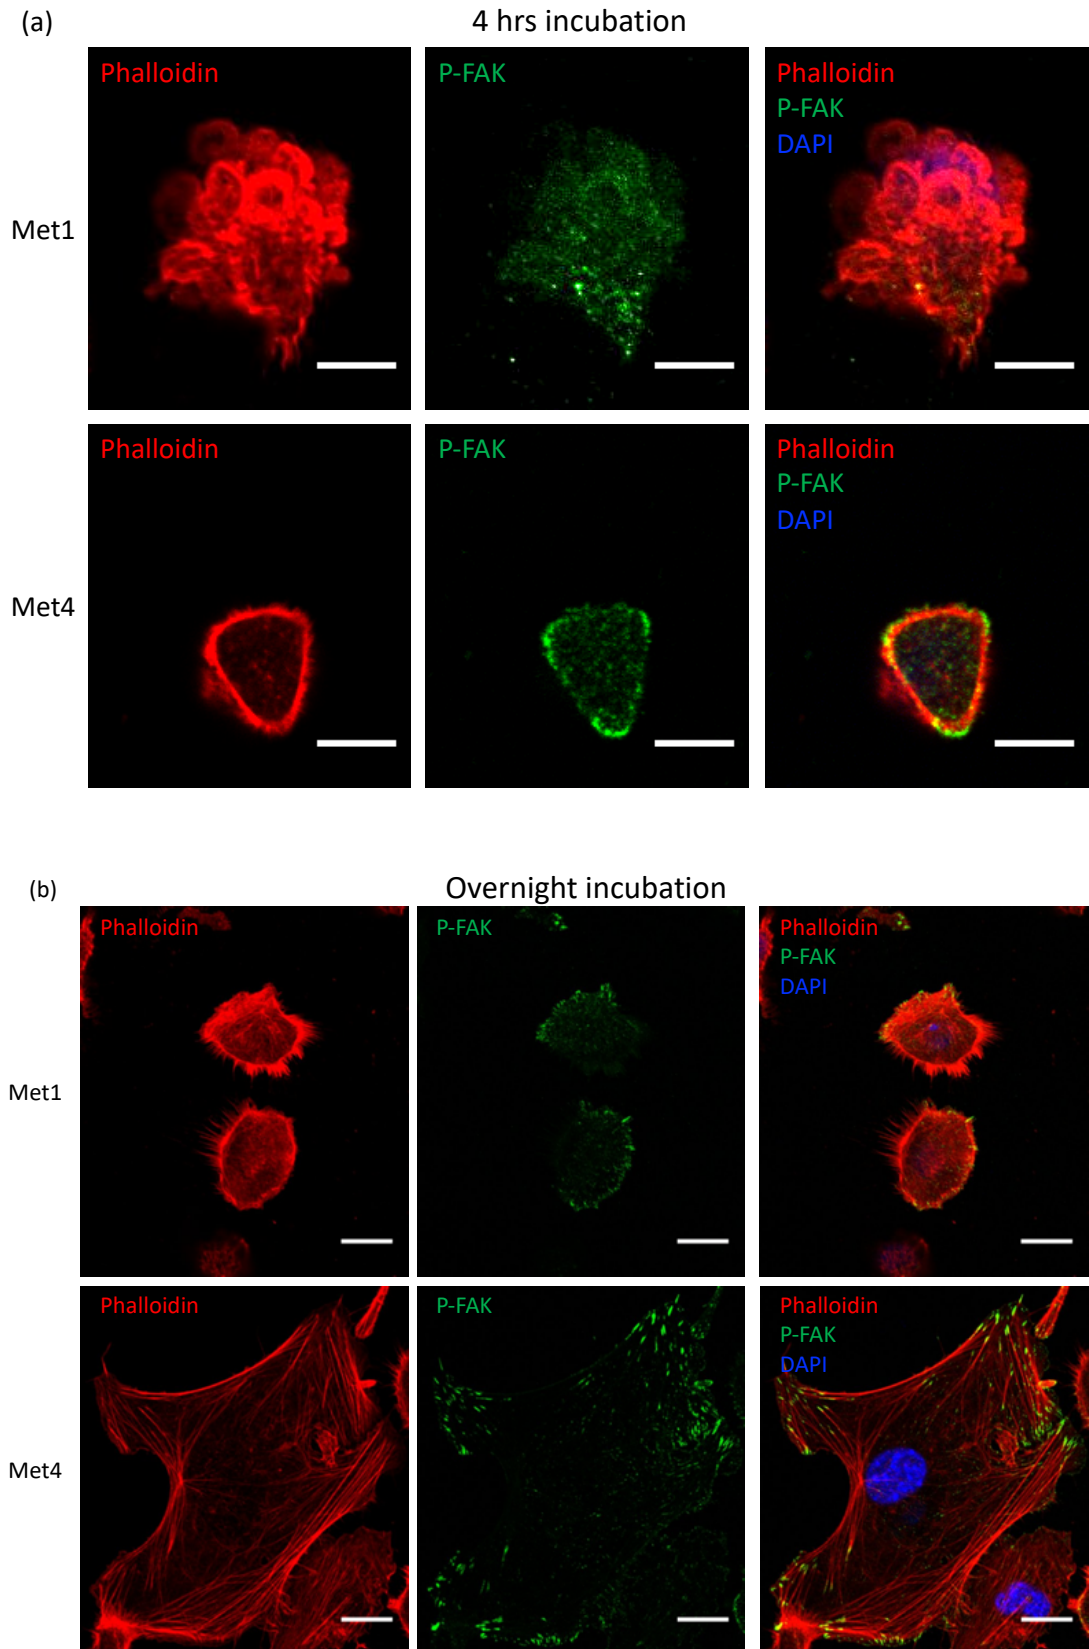 (a)
4 hrs incubation
Met1
Phalloidin
P-FAK
Phalloidin
P-FAK
DAPI
Met4
Phalloidin
P-FAK
Phalloidin
P-FAK
DAPI
(b)
Overnight incubation
Met1
Phalloidin
P-FAK
Phalloidin
P-FAK
DAPI
Met4
Phalloidin
P-FAK
Phalloidin
P-FAK
DAPI